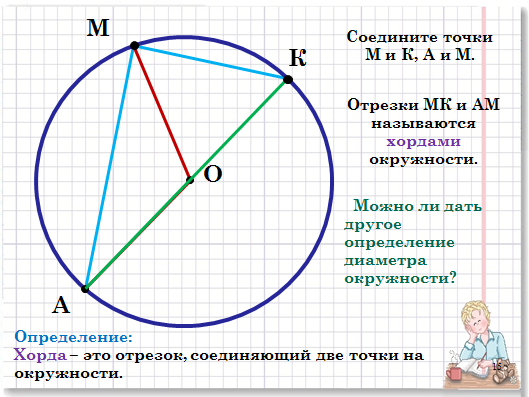 М
К
О
А
Соедините точки
М и К, А и М.
Отрезки МК и АМ
называются
хордами
окружности.
Можно ли дать
другое
определение
диаметра
окружности?
Определение:
Хорда – это отрезок, соединяющий две точки на
окружности.